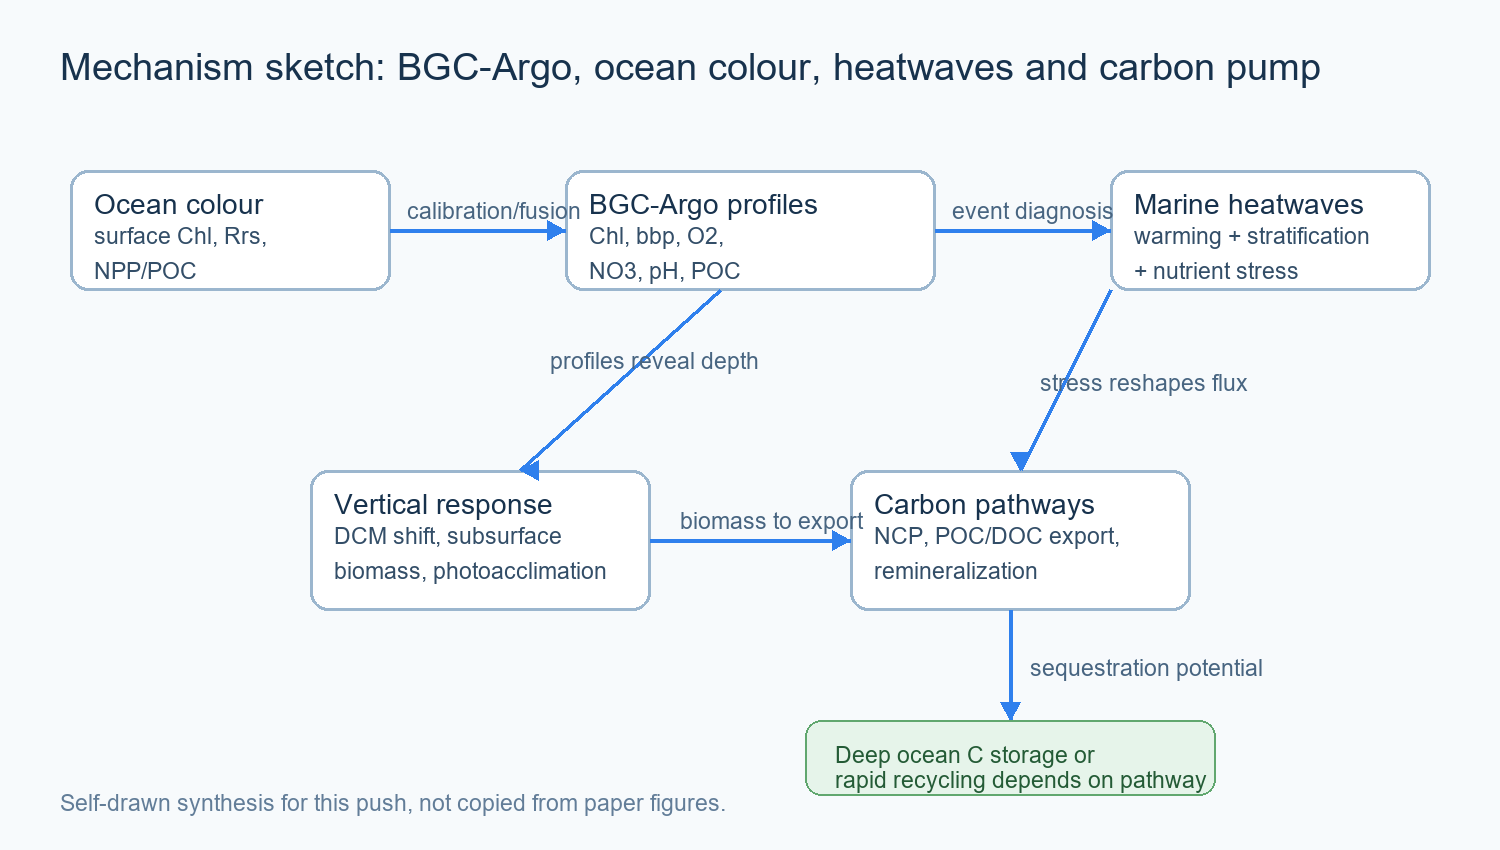 Mechanism sketch: BGC-Argo, ocean colour, heatwaves and carbon pump
Ocean colour
surface Chl, Rrs,
NPP/POC
calibration/fusion
BGC-Argo profiles
Chl, bbp, O2,
NO3, pH, POC
event diagnosis
Marine heatwaves
warming + stratification
+ nutrient stress
profiles reveal depth
stress reshapes flux
Vertical response
DCM shift, subsurface
biomass, photoacclimation
biomass to export
Carbon pathways
NCP, POC/DOC export,
remineralization
sequestration potential
Deep ocean C storage or
rapid recycling depends on pathway
Self-drawn synthesis for this push, not copied from paper figures.